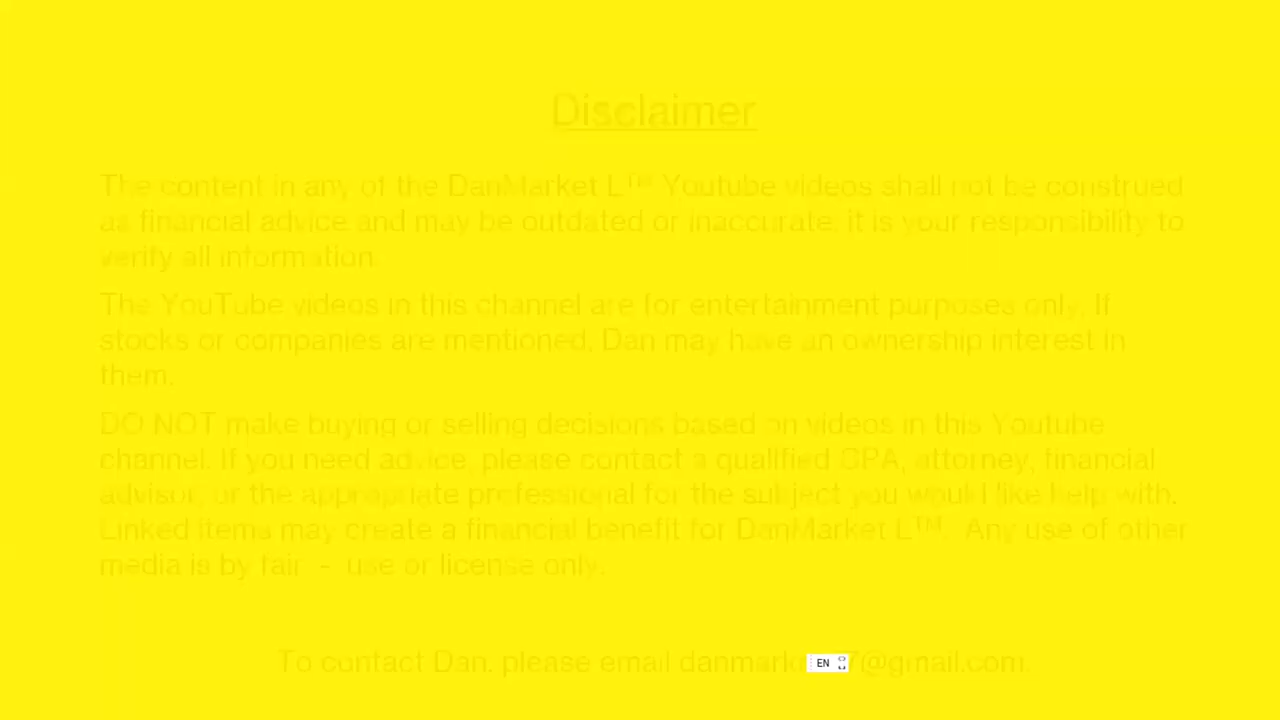 Disclaimer
The content in any of the DanMarket L™ Youtube videos shall not be construed
as financial advice and may be outdated or inaccurate. it is your responsibility to
verify all information.
The YouTube videos in this channel are for entertainment purposes only. If
stocks or companies are mentioned, Dan may have an ownership interest in
them.
DO NOT make buying or selling decisions based on videos in this Youtube
channel. If you need advice, please contact a qualified CPA, attorney, financial
advisor, or the appropriate professional for the subject you would like help with.
Linked items may create a financial benefit for DanMarket L™. Any use of other
media is by fair - use or license only.
To contact Dan. please email
EN